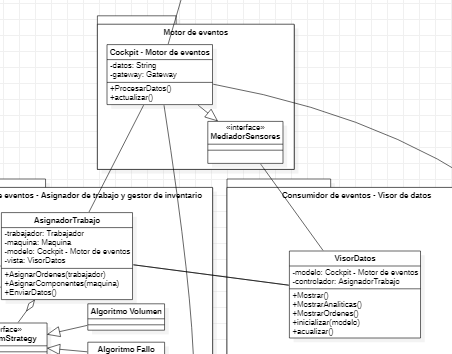 Motor de eventos
Cockpit - Motor de eventos
-datos: String
-gateway: Gateway
+ProcesarDatos()
+actualizar()
«interface»
MediadorSensores
e eventos - Asignador de trabajo y gestor de inventario
Consumidor de eventos - Visor de datos
AsignadorTrabajo
-trabajador: Trabajador
-maquina: Maquina
-modelo: Cockpit - Motor de eventos
-vista: VisorDatos
+AsignarOrdenes(trabajador)
+AsignarComponentes(maquina)
+EnviarDatos()
VisorDatos
-modelo: Cockpit - Motor de eventos
-controlador: AsignadorTrabajo
+Mostrar()
+MostrarAnaliticas()
+MostrarOrdenes()
+inicializar(modelo)
+acualizar()
rface»
mStrategy
Algoritmo Volumen
Algoritmo Fallo